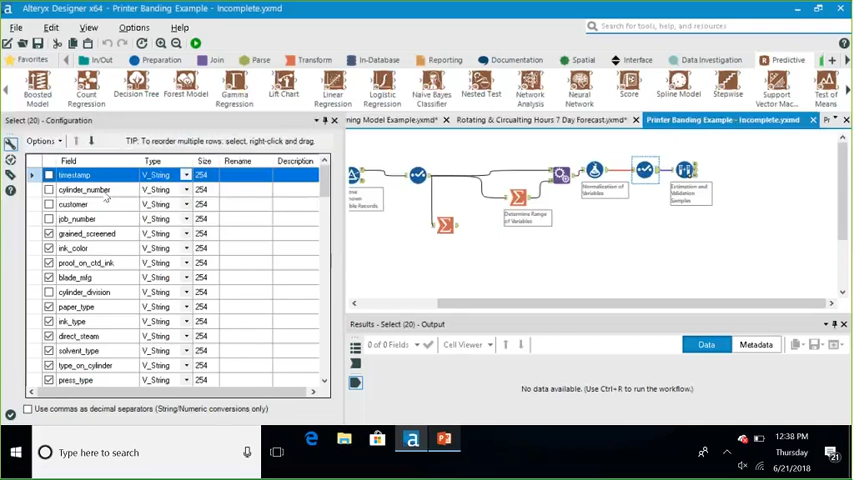 Alteryx Designer x64 - Printer Banding Example - Incomplete.yxmd
File Edit View Options Help
Search for tools, help, and resources
Favorites In/Out Preparation Join Parse Transform In-Database Reporting Documentation Spatial Interface Data Investigation Predictive
Boosted Model
Count Regression
Decision Tree
Forest Model
Gamma Regression
Lift Chart
Linear Regression
Logistic Regression
Naive Bayes Classifier
Nested Test
Network Analysis
Neural Network
Score
Spline Model
Stepwise
Support Vector Mac...
Test of Means
Select (20) - Configuration
ning Model Example.yxmd*
Rotating & Circulating Hours 7 Day Forecast.yxmd*
Printer Banding Example - Incomplete.yxmd
Options
TIP: To reorder multiple rows: select, right-click and drag.
Field Type Size Rename Description
timestamp V_String 254
cylinder_number V_String 254
customer V_String 254
job_number V_String 254
grained_screened V_String 254
ink_color V_String 254
proof_on_ctd_ink V_String 254
blade_mfg V_String 254
cylinder_division V_String 254
paper_type V_String 254
ink_type V_String 254
direct_steam V_String 254
solvent_type V_String 254
type_on_cylinder V_String 254
press_type V_String 254
Use commas as decimal separators (String/Numeric conversions only)
Determine Range of Variables
Normalization of Variables
Estimation and Validation Samples
Results - Select (20) - Output
0 of 0 Fields
Cell Viewer
Data
Metadata
No data available. (Use Ctrl+R to run the workflow.)
Type here to search
12:38 PM
Thursday
6/21/2018
21